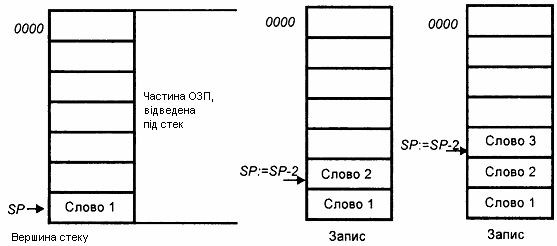 0000
Частина ОЗП,
відведена
під стек
SP
Слово 1
Вершина стеку
0000
SP:=SP-2
Слово 2
Слово 1
Запис
0000
SP:=SP-2
Слово 3
Слово 2
Слово 1
Запис